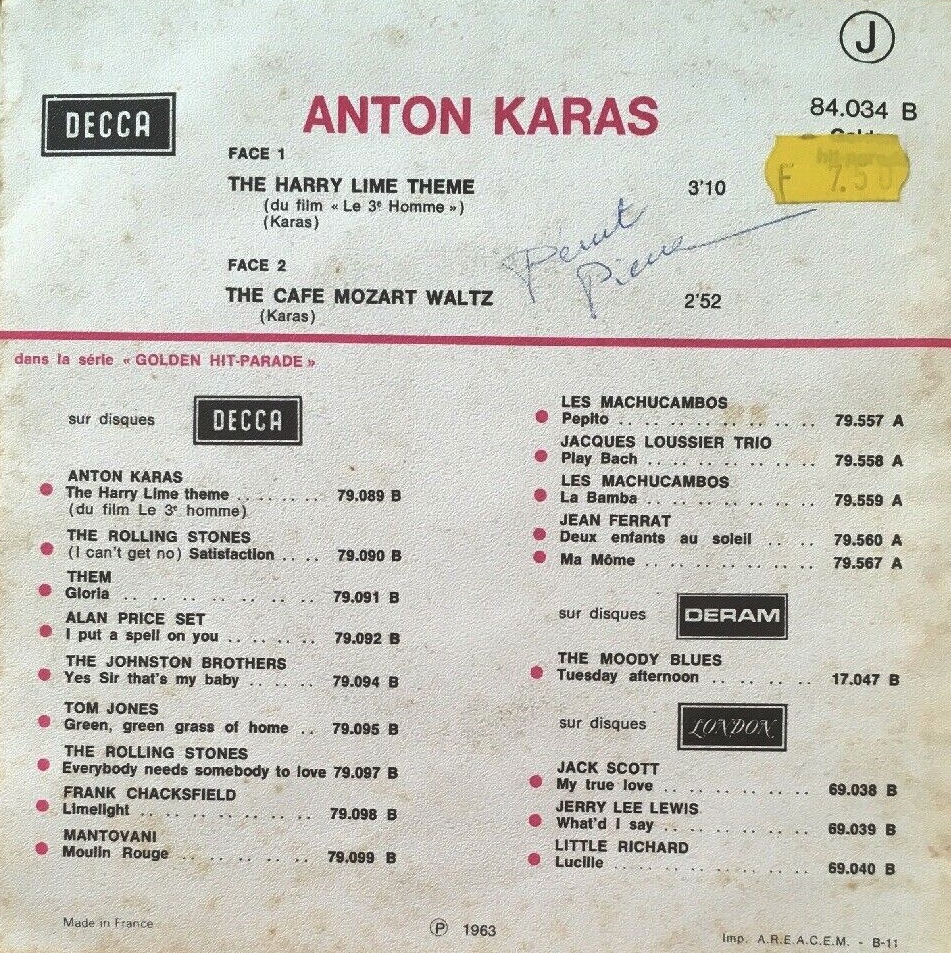 J
DECCA
ANTON KARAS
84.034 B
FACE 1
THE HARRY LIME THEME 3'10
(du film « Le 3e Homme »)
(Karas)
F 7.50
FACE 2
THE CAFE MOZART WALTZ 2'52
(Karas)
dans la série « GOLDEN HIT-PARADE »
sur disques DECCA
ANTON KARAS
The Harry Lime theme . . . . . . . 79.089 B
(du film Le 3e homme)
THE ROLLING STONES
(I can't get no) Satisfaction . . . . 79.090 B
THEM
Gloria . . . . . . . . . . . . . . 79.091 B
ALAN PRICE SET
I put a spell on you . . . . . . . . 79.092 B
THE JOHNSTON BROTHERS
Yes Sir that's my baby . . . . . . 79.094 B
TOM JONES
Green, green grass of home . . 79.095 B
THE ROLLING STONES
Everybody needs somebody to love 79.097 B
FRANK CHACKSFIELD
Limelight . . . . . . . . . . . . 79.098 B
MANTOVANI
Moulin Rouge . . . . . . . . . . 79.099 B
LES MACHUCAMBOS
Pepito . . . . . . . . . . . . . . 79.557 A
JACQUES LOUSSIER TRIO
Play Bach . . . . . . . . . . . . 79.558 A
LES MACHUCAMBOS
La Bamba . . . . . . . . . . . . 79.559 A
JEAN FERRAT
Deux enfants au soleil . . . . 79.560 A
Ma Môme . . . . . . . . . . . . 79.567 A
sur disques DERAM
THE MOODY BLUES
Tuesday afternoon . . . . . . . . 17.047 B
sur disques LONDON
JACK SCOTT
My true love . . . . . . . . . . 69.038 B
JERRY LEE LEWIS
What'd I say . . . . . . . . . . 69.039 B
LITTLE RICHARD
Lucille . . . . . . . . . . . . . . 69.040 B
Made in France
℗ 1963
Imp. A.R.E.A.C.E.M. - B-11